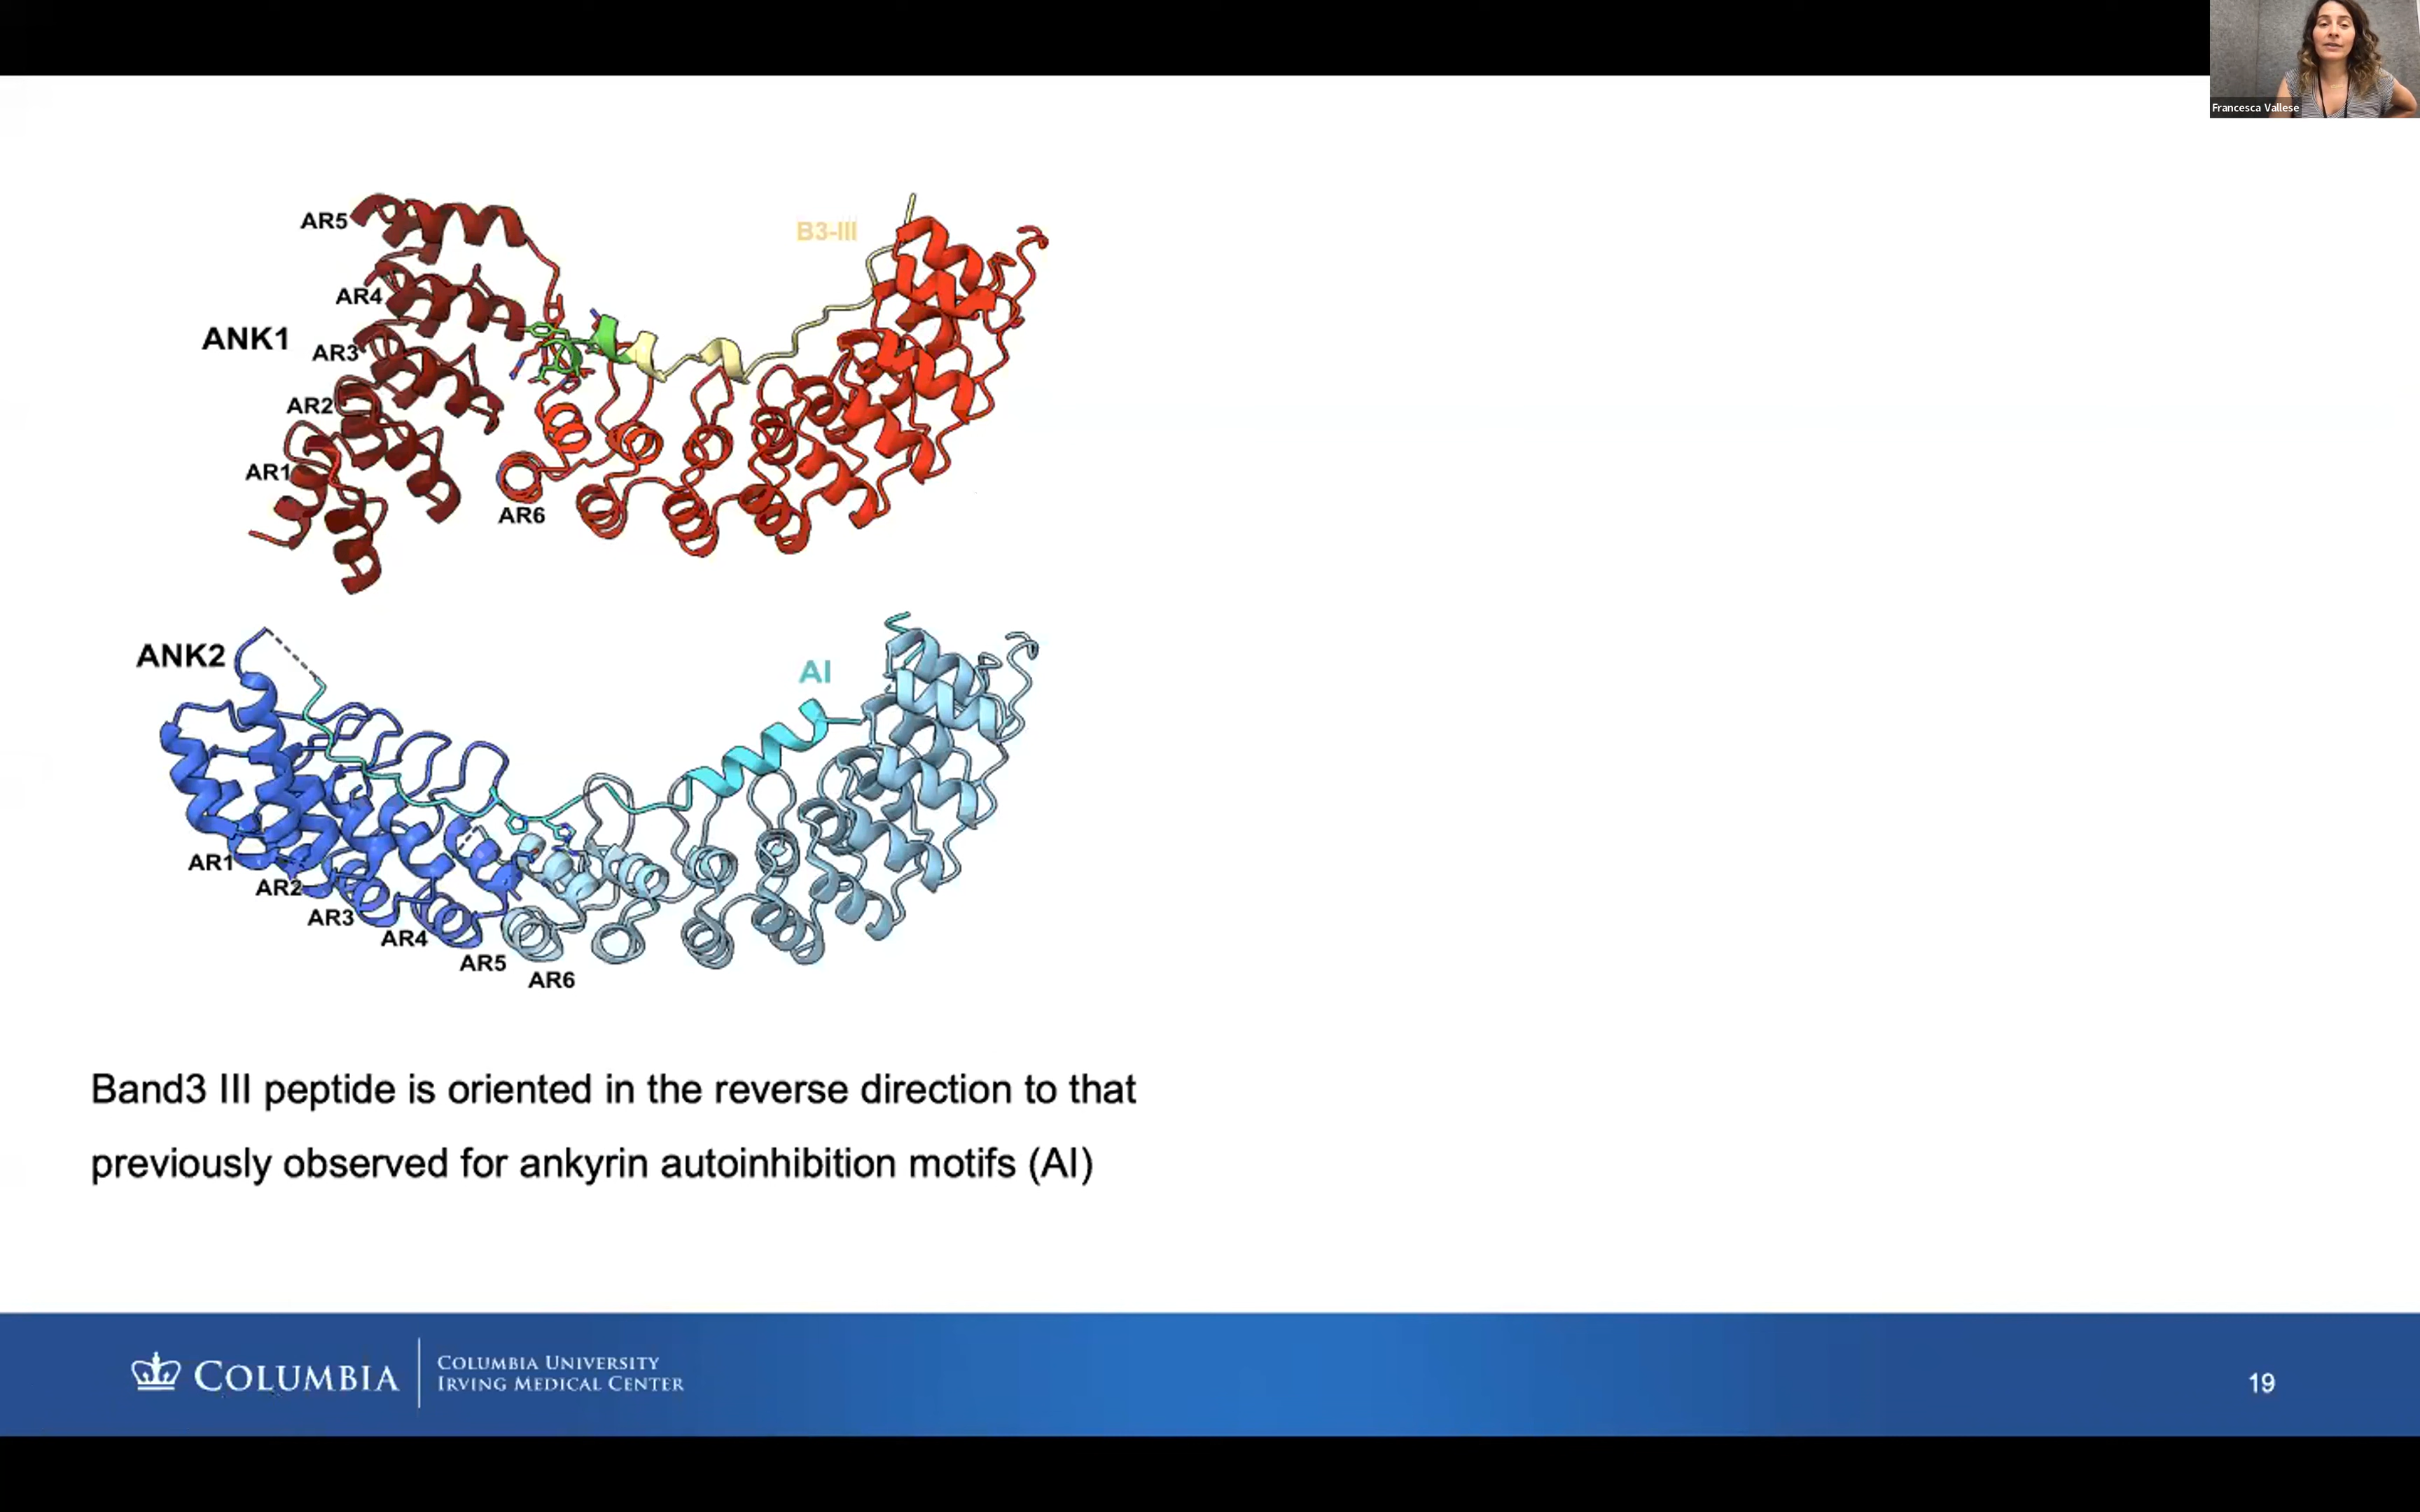 Francesca Vallese
AR5
B3-III
AR4
ANK1
AR3
AR2
AR1
AR6
ANK2
AI
AR1
AR2
AR3
AR4
AR5
AR6
Band3 III peptide is oriented in the reverse direction to that
previously observed for ankyrin autoinhibition motifs (AI)
COLUMBIA
COLUMBIA UNIVERSITY
IRVING MEDICAL CENTER
19